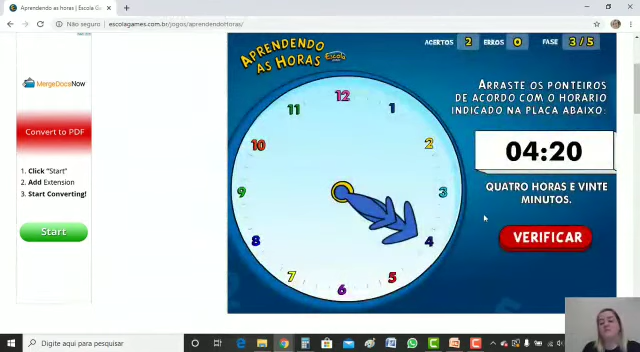 Aprendendo as horas | Escola G
Não seguro | escolagames.com.br/jogos/aprendendoHoras/
MergeDocsNow
Convert to PDF
1. Click "Start"
2. Add Extension
3. Start Converting!
Start
APRENDENDO
AS HORAS
Escola
ACERTOS 2 ERROS 0 FASE 3/5
ARRASTE OS PONTEIROS
DE ACORDO COM O HORARIO
INDICADO NA PLACA ABAIXO:
04:20
QUATRO HORAS E VINTE
MINUTOS.
VERIFICAR
12
11
1
10
2
9
3
8
4
7
5
6
Digite aqui para pesquisar